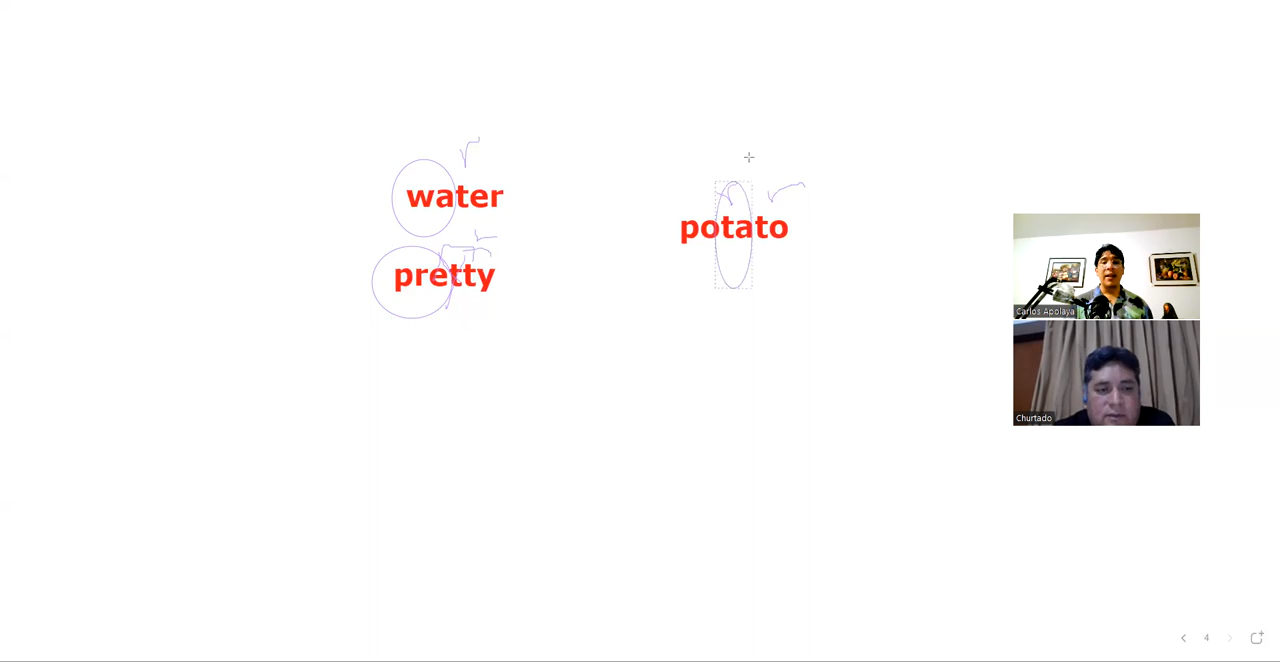 r
water
r
pretty
r r
potato
Carlos Apolaya
Churtado
4